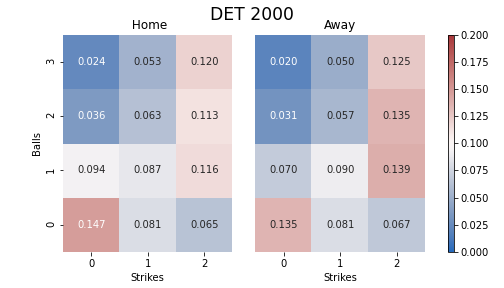 DET 2000
Home
Away
3 0.024 0.053 0.120 0.020 0.050 0.125
2 0.036 0.063 0.113 0.031 0.057 0.135
1 0.094 0.087 0.116 0.070 0.090 0.139
0 0.147 0.081 0.065 0.135 0.081 0.067
Balls
0 1 2 0 1 2
Strikes
Strikes
0.200
0.175
0.150
0.125
0.100
0.075
0.050
0.025
0.000